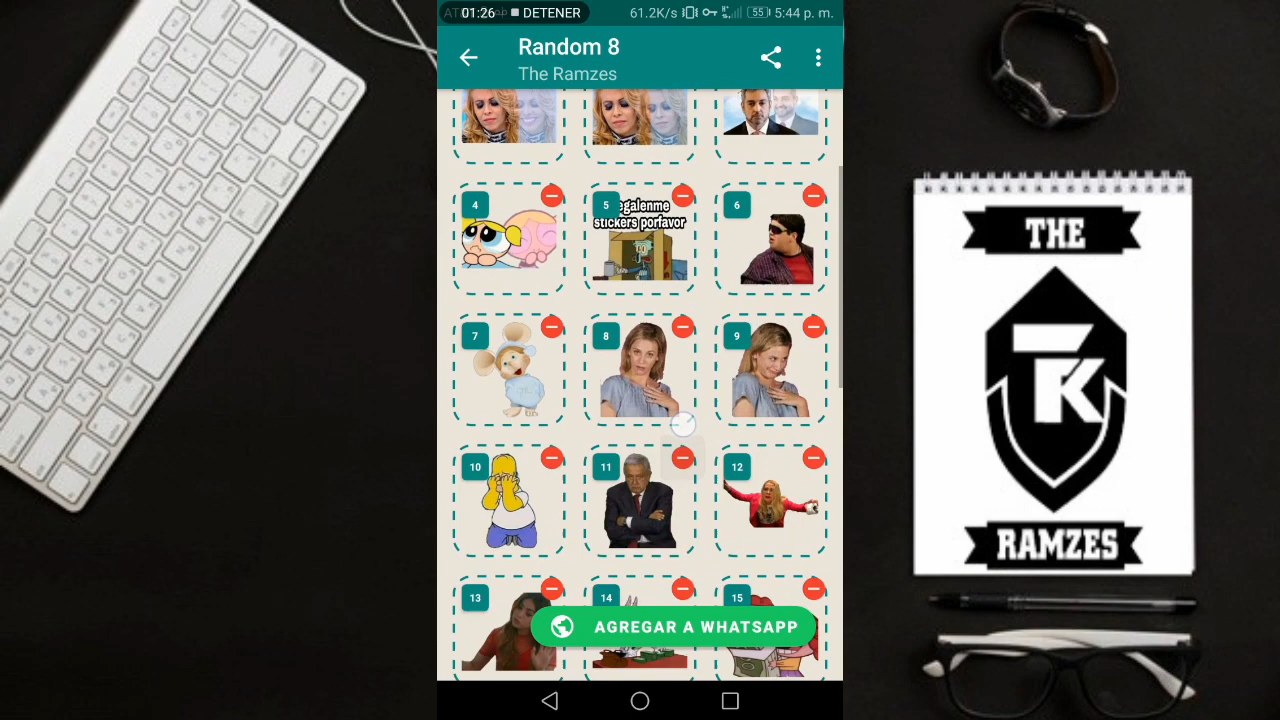 01:26 DETENER
61.2K/s 55 5:44 p. m.
Random 8
The Ramzes
4
5
6
egalenme
stickers porfavor
7
8
9
10
11
12
13
14
15
AGREGAR A WHATSAPP
THE
TK
RAMZES